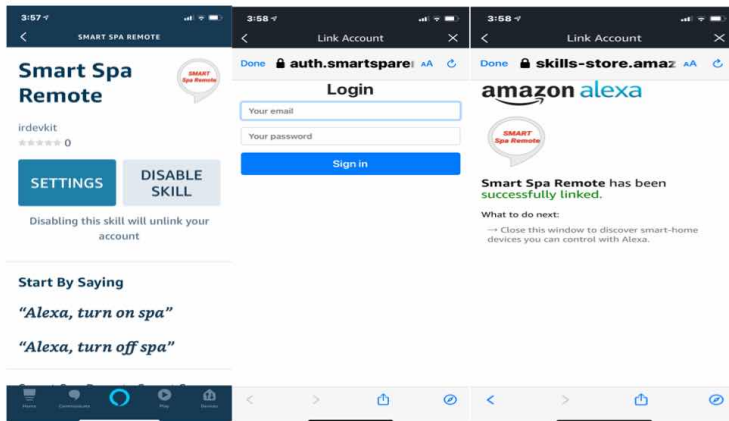 3:57
SMART SPA REMOTE
Smart Spa
Remote
SMART
Spa Remote
irdevkit
0
SETTINGS
DISABLE
SKILL
Disabling this skill will unlink your
account
Start By Saying
“Alexa, turn on spa”
“Alexa, turn off spa”
Home
Communicate
Play
Devices
3:58
Link Account
Done
auth.smartspare
AA
Login
Your email
Your password
Sign in
3:58
Link Account
Done
skills-store.amaz
AA
amazon alexa
SMART
Spa Remote
Smart Spa Remote has been
successfully linked.
What to do next:
→ Close this window to discover smart-home
devices you can control with Alexa.